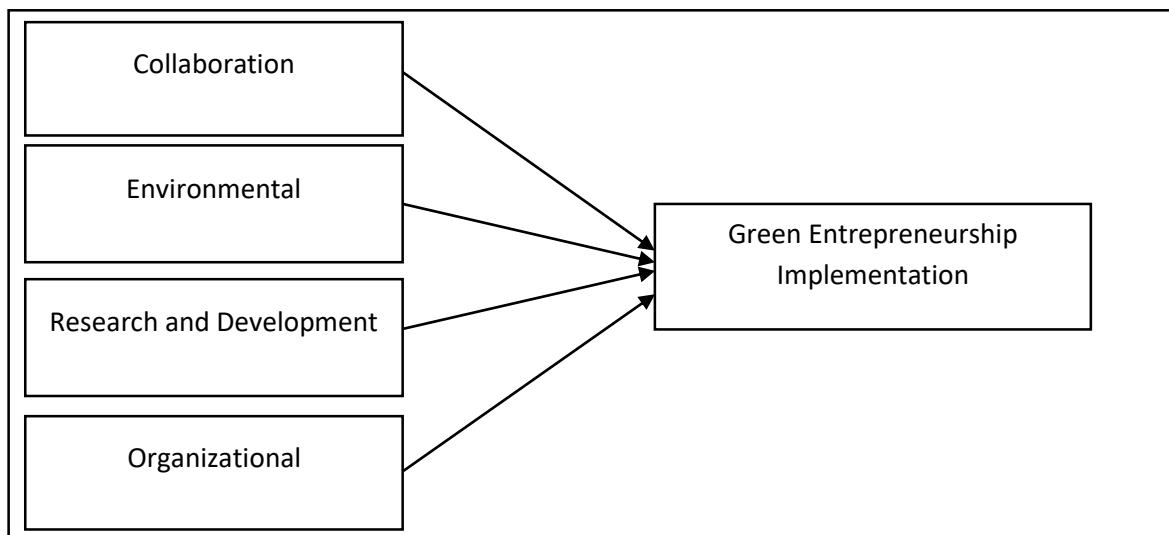 Collaboration
Environmental
Research and Development
Organizational
Green Entrepreneurship
Implementation